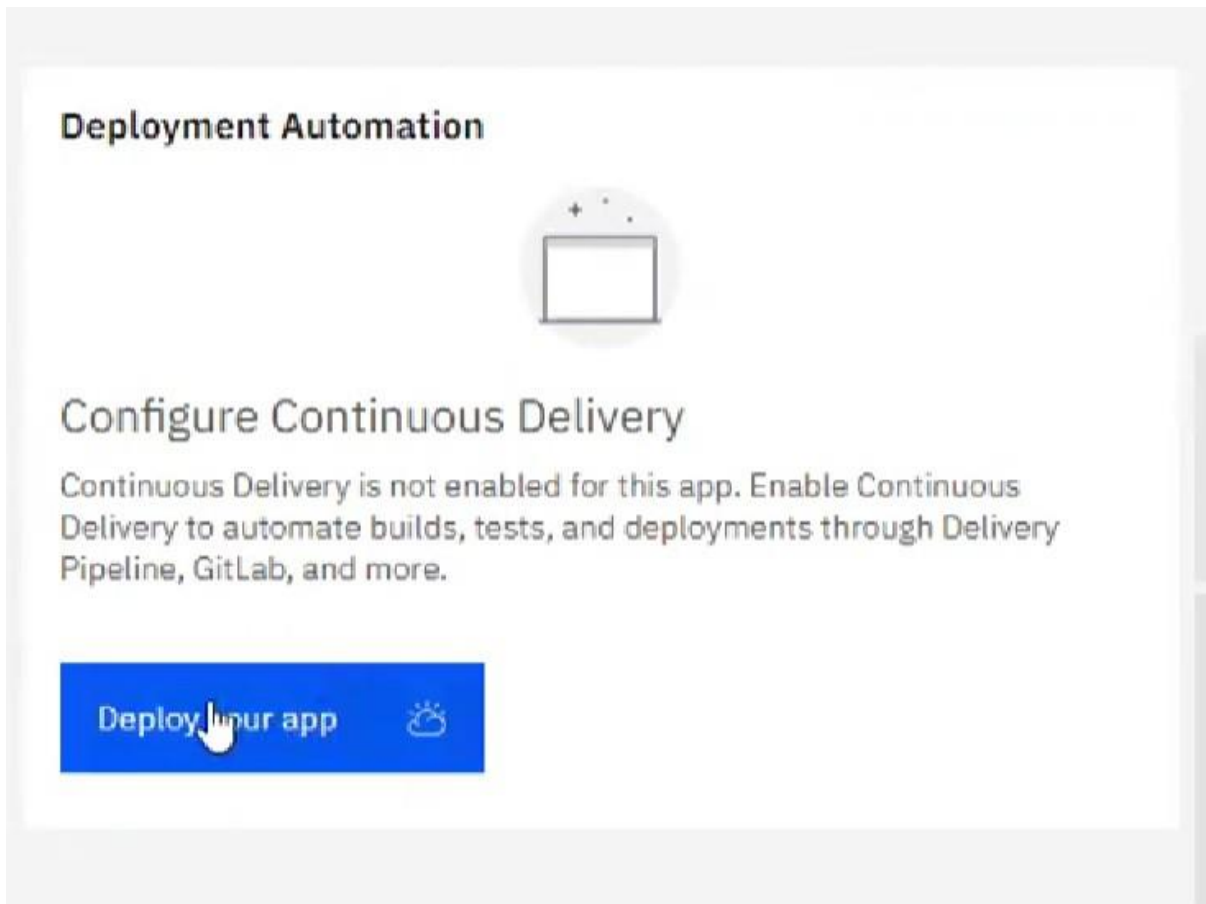 Deployment Automation
Configure Continuous Delivery
Continuous Delivery is not enabled for this app. Enable Continuous
Delivery to automate builds, tests, and deployments through Delivery
Pipeline, GitLab, and more.
Deploy your app